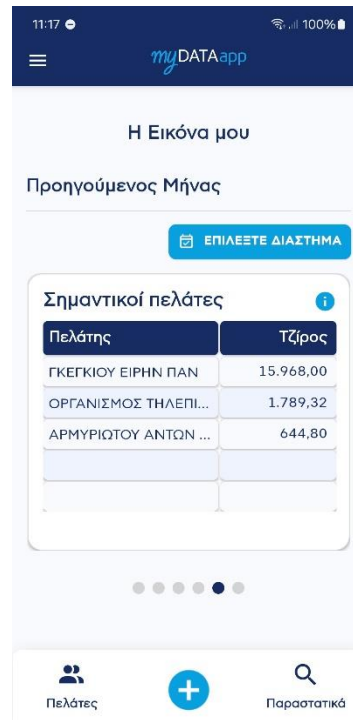 11:17 100%
myDATAapp
Η Εικόνα μου
Προηγούμενος Μήνας
ΕΠΙΛΕΞΤΕ ΔΙΑΣΤΗΜΑ
Σημαντικοί πελάτες
Πελάτης Τζίρος
ΓΚΕΓΚΙΟΥ ΕΙΡΗΝ ΠΑΝ 15.968,00
ΟΡΓΑΝΙΣΜΟΣ ΤΗΛΕΠΙ... 1.789,32
ΑΡΜΥΡΙΩΤΟΥ ΑΝΤΩΝ ... 644,80
Πελάτες Παραστατικά